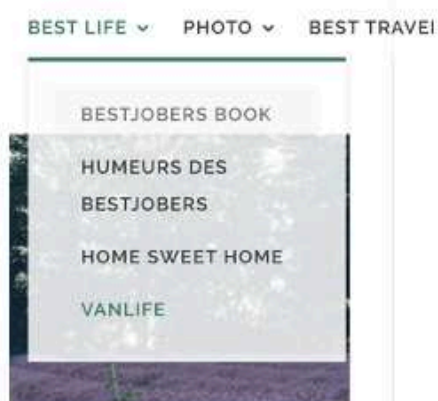 BEST LIFE PHOTO BEST TRAVEL
BESTJOBERS BOOK
HUMEURS DES
BESTJOBERS
HOME SWEET HOME
VANLIFE